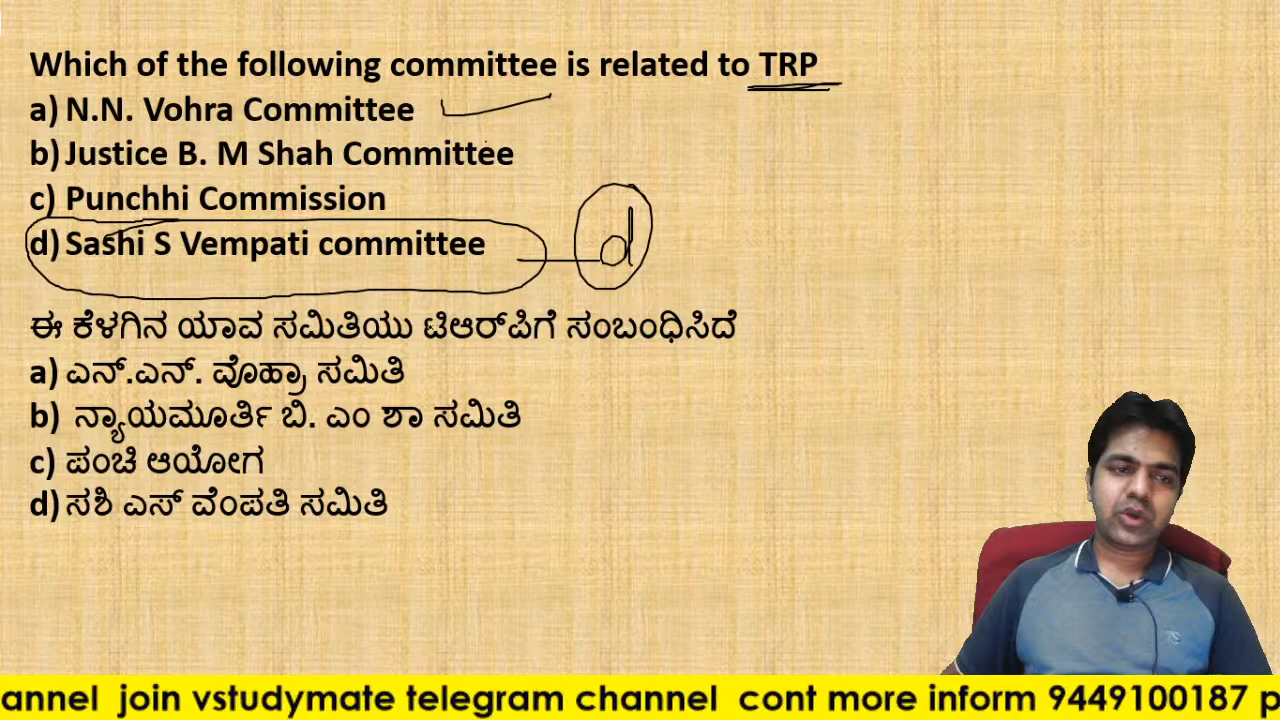 Which of the following committee is related to TRP
a) N.N. Vohra Committee
b) Justice B. M Shah Committee
c) Punchhi Commission
d) Sashi S Vempati committee
d
ಈ ಕೆಳಗಿನ ಯಾವ ಸಮಿತಿಯು ಟಿಆರ್‌ಪಿಗೆ ಸಂಬಂಧಿಸಿದೆ
a) ಎನ್.ಎನ್. ವೊಹ್ರಾ ಸಮಿತಿ
b) ನ್ಯಾಯಮೂರ್ತಿ ಬಿ. ಎಂ ಶಾ ಸಮಿತಿ
c) ಪಂಚಿ ಆಯೋಗ
d) ಸಶಿ ಎಸ್ ವೆಂಪತಿ ಸಮಿತಿ
annel join vstudymate telegram channel cont more inform 9449100187 p